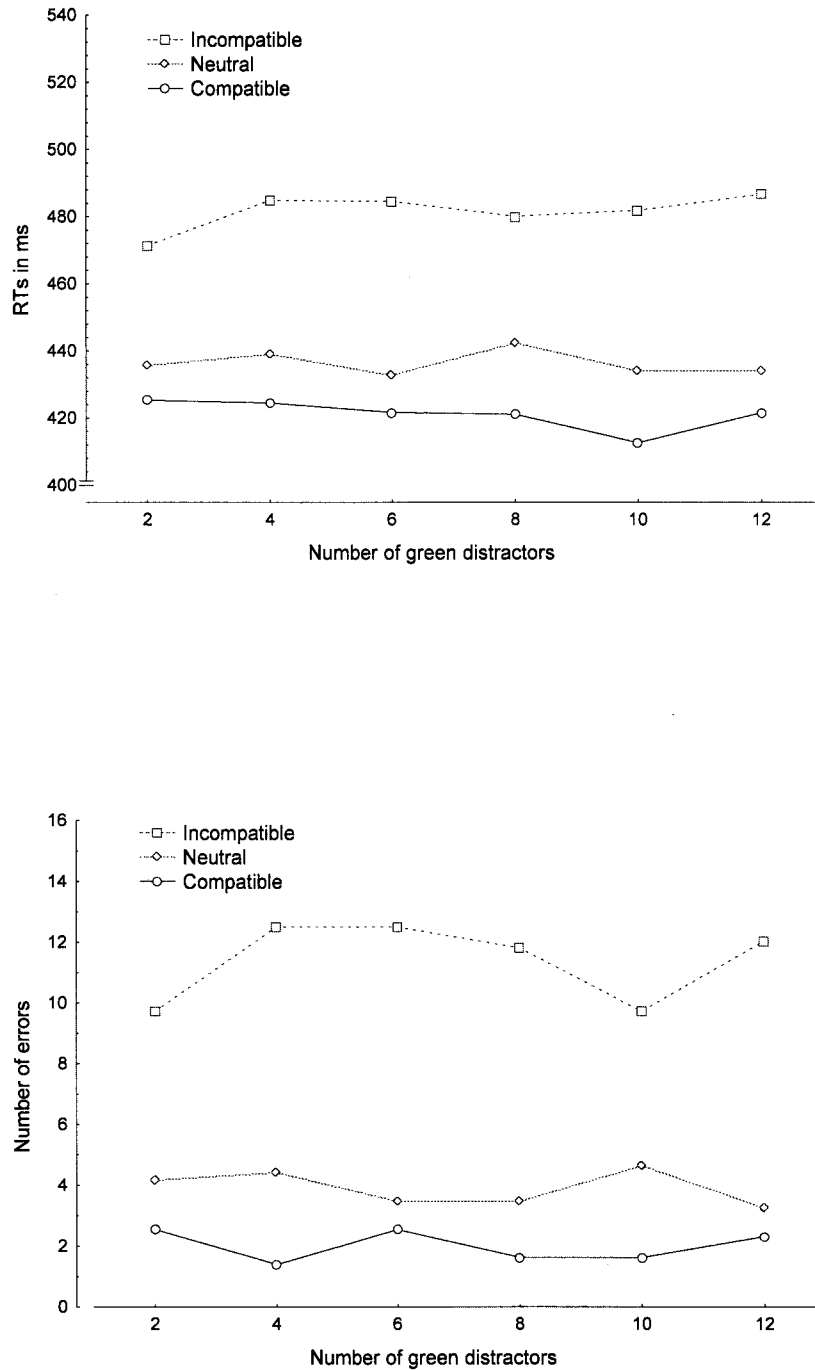 540
520
500
480
460
440
420
400
RTs in ms
Incompatible
Neutral
Compatible
2 4 6 8 10 12
Number of green distractors
16
14
12
10
8
6
4
2
0
Number of errors
Incompatible
Neutral
Compatible
2 4 6 8 10 12
Number of green distractors